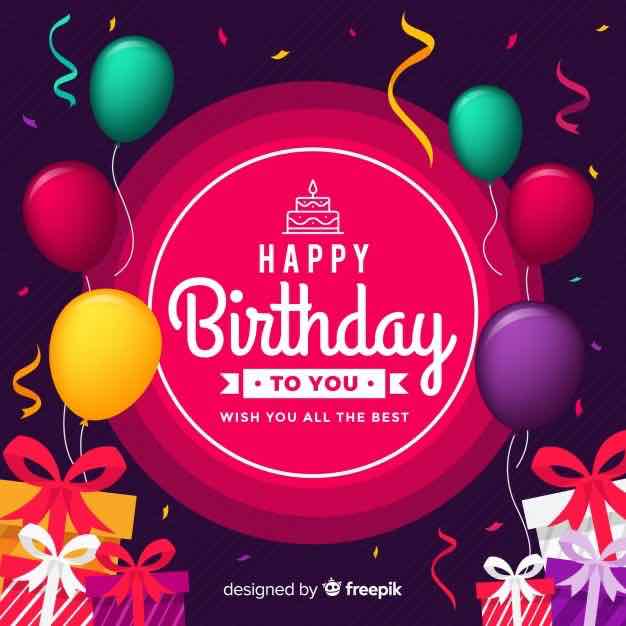 HAPPY
Birthday
• TO YOU •
WISH YOU ALL THE BEST
designed by freepik